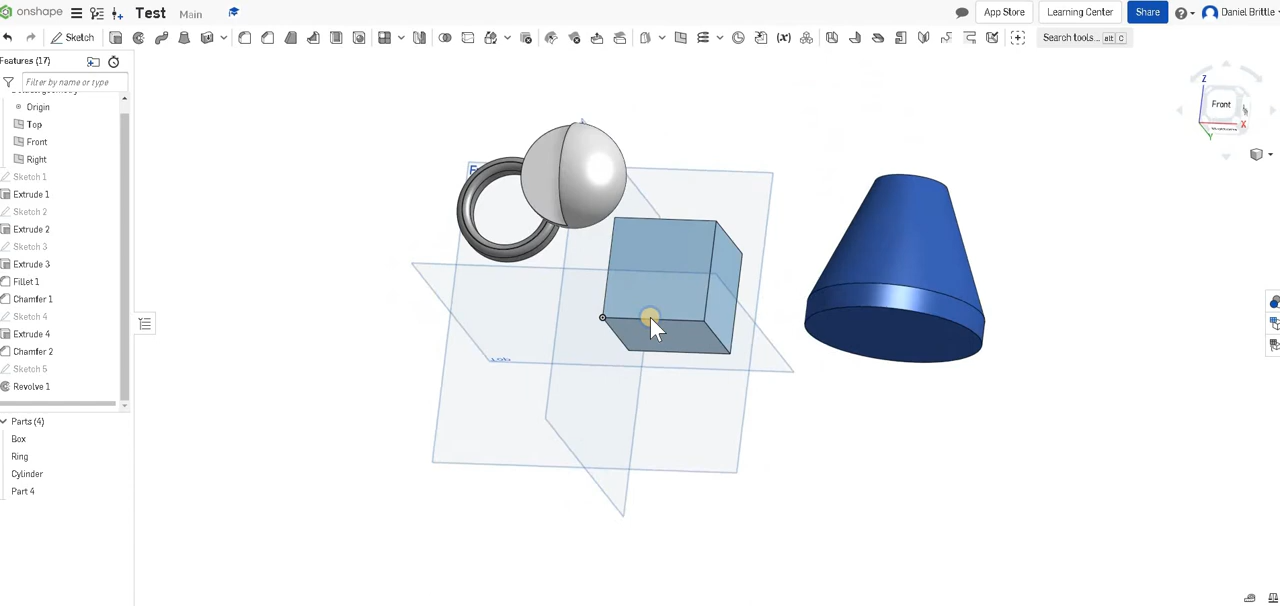 onshape Test Main App Store Learning Center Share Daniel Brittle
Sketch (x) Search tools... alt C
Features (17)
Filter by name or type
Origin
Top
Front
Right
Sketch 1
Extrude 1
Sketch 2
Extrude 2
Sketch 3
Extrude 3
Fillet 1
Chamfer 1
Sketch 4
Extrude 4
Chamfer 2
Sketch 5
Revolve 1
Parts (4)
Box
Ring
Cylinder
Part 4
Top
Z
Front
X
Y